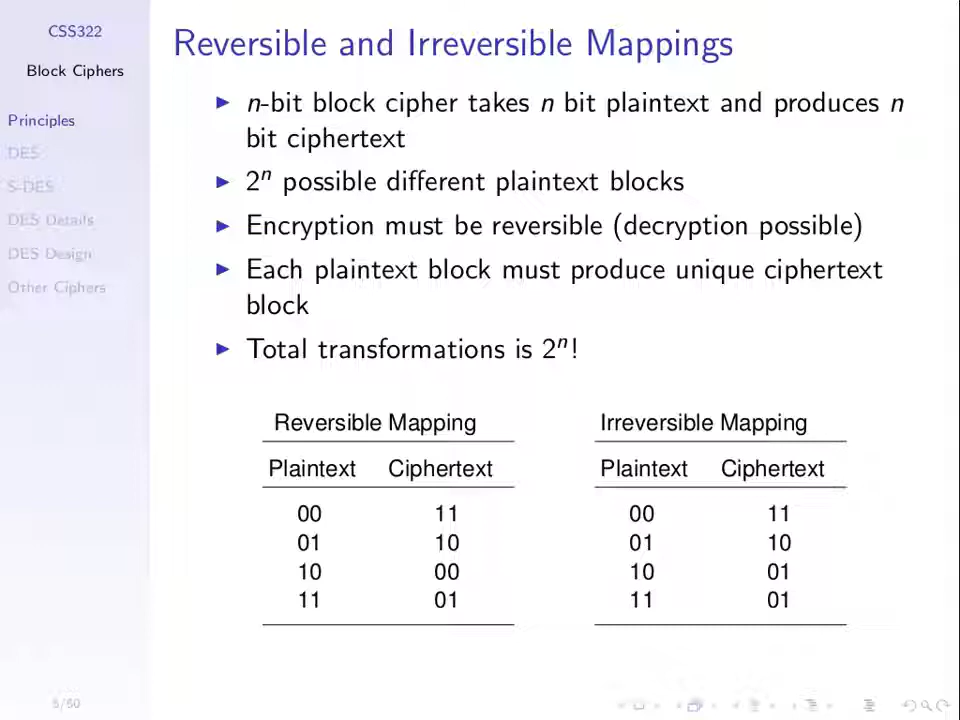 CSS322
Block Ciphers
Principles
DES
S-DES
DES Details
DES Design
Other Ciphers
Reversible and Irreversible Mappings
n-bit block cipher takes n bit plaintext and produces n
bit ciphertext
2ⁿ possible different plaintext blocks
Encryption must be reversible (decryption possible)
Each plaintext block must produce unique ciphertext
block
Total transformations is 2ⁿ!
Reversible Mapping
Plaintext Ciphertext
00 11
01 10
10 00
11 01
Irreversible Mapping
Plaintext Ciphertext
00 11
01 10
10 01
11 01